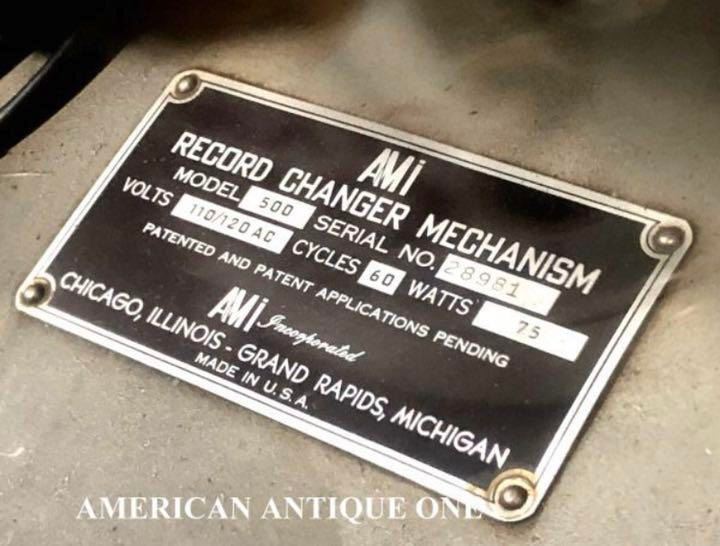 AMi
RECORD CHANGER MECHANISM
MODEL 500 SERIAL NO. 28981
VOLTS 110/120 AC CYCLES 60 WATTS 75
PATENTED AND PATENT APPLICATIONS PENDING
AMi Incorporated
CHICAGO, ILLINOIS - GRAND RAPIDS, MICHIGAN
MADE IN U.S.A.
AMERICAN ANTIQUE ONE